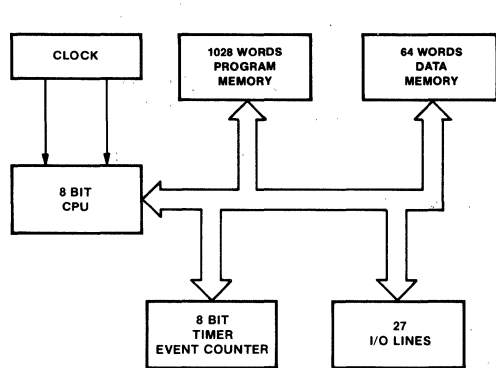 CLOCK
1028 WORDS
PROGRAM
MEMORY
64 WORDS
DATA
MEMORY
8 BIT
CPU
8 BIT
TIMER
EVENT COUNTER
27
I/O LINES